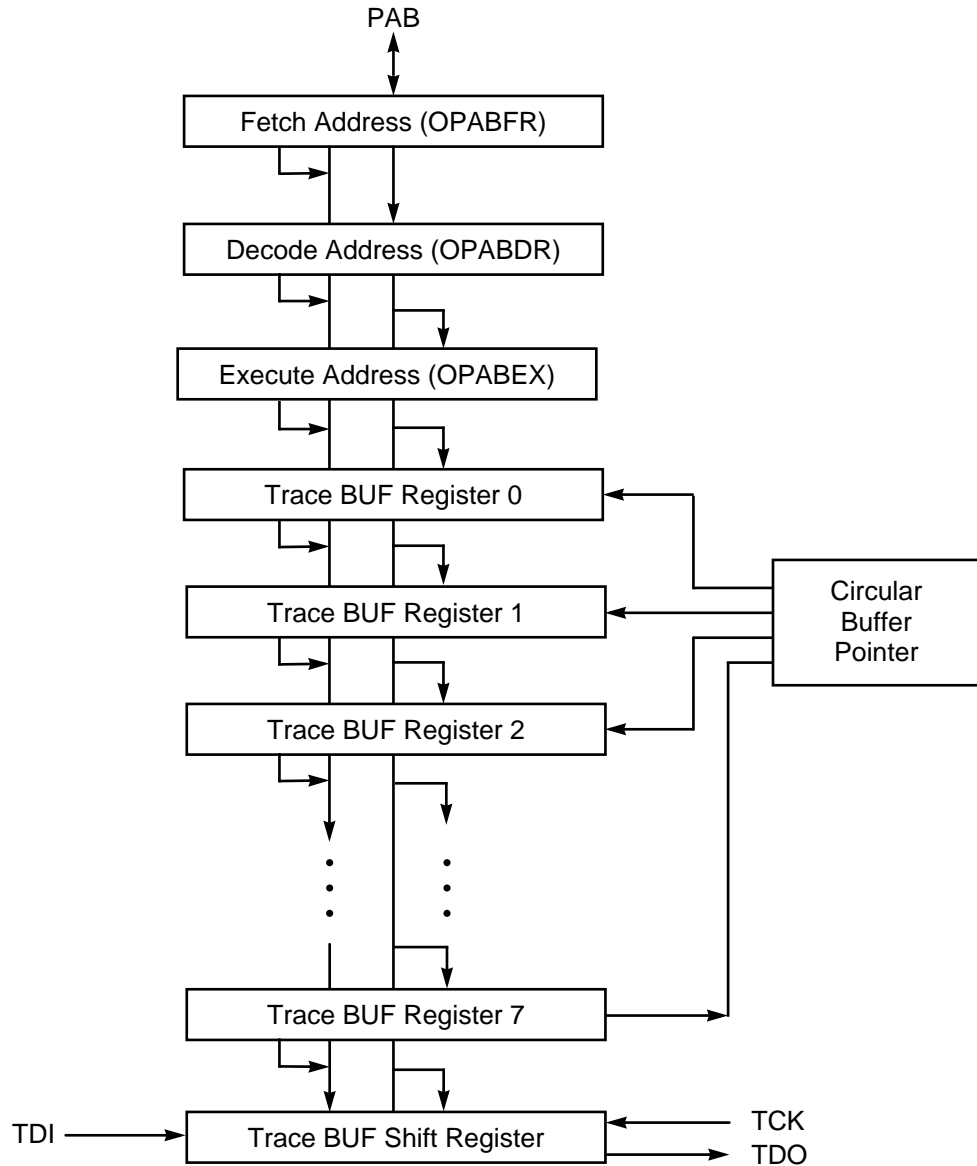 PAB
Fetch Address (OPABFR)
Decode Address (OPABDR)
Execute Address (OPABEX)
Trace BUF Register 0
Trace BUF Register 1
Trace BUF Register 2
Circular
Buffer
Pointer
Trace BUF Register 7
TDI
Trace BUF Shift Register
TCK
TDO